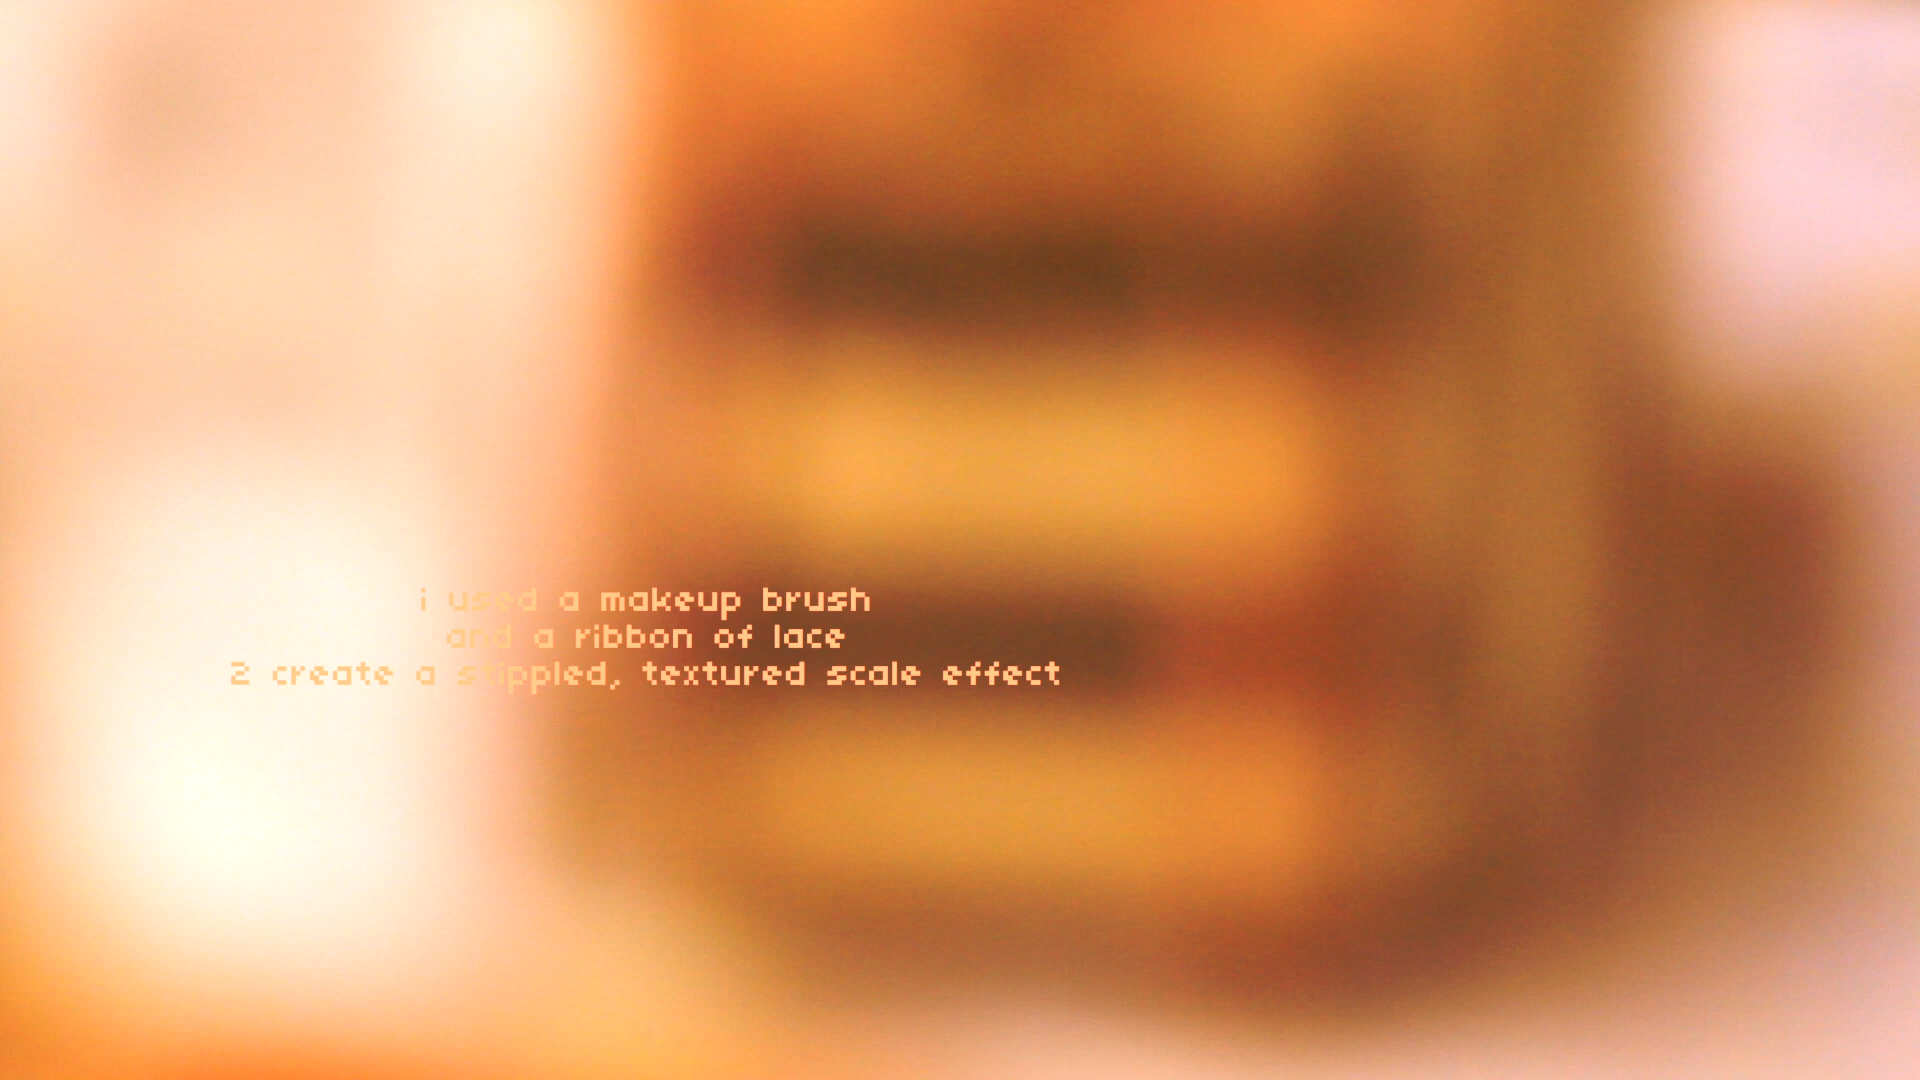 i used a makeup brush
and a ribbon of lace
2 create a stippled, textured scale effect